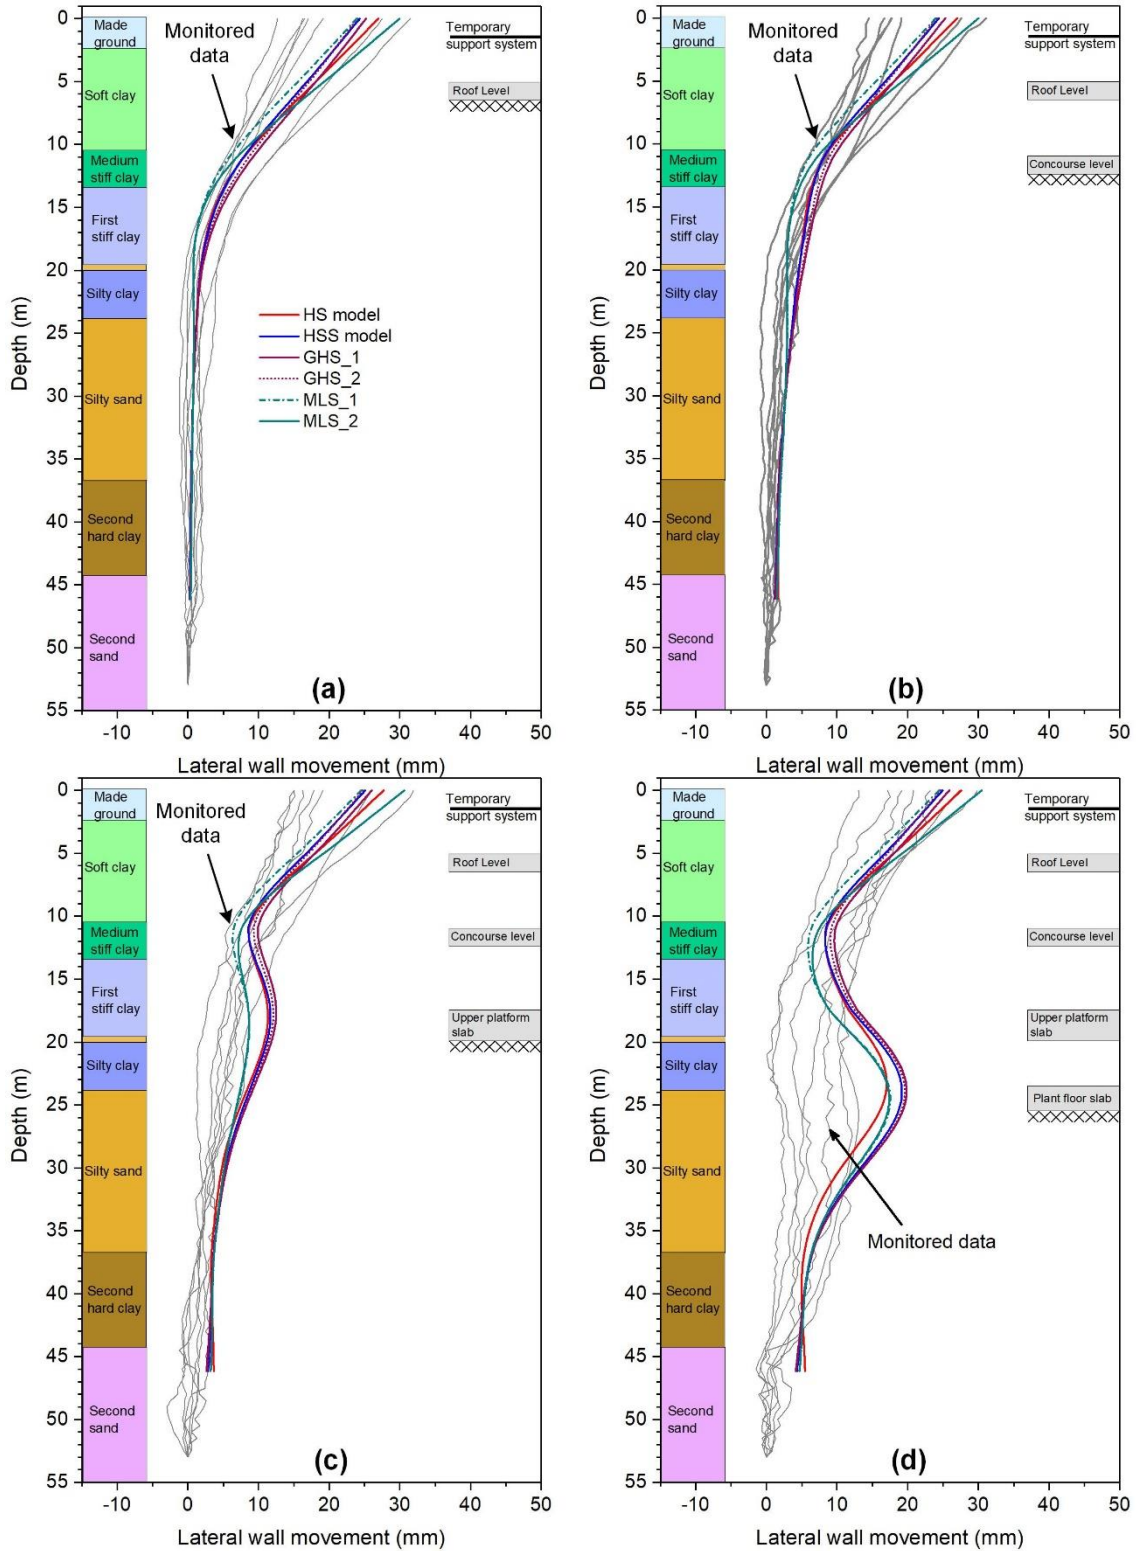 0
5
10
15
20
25
30
35
40
45
50
55
Depth (m)
Made
ground
Soft clay
Medium
stiff clay
First
stiff clay
Silty clay
Silty sand
Second
hard clay
Second
sand
Monitored
data
Temporary
support system
Roof Level
HS model
HSS model
GHS_1
GHS_2
MLS_1
MLS_2
(a)
-10 0 10 20 30 40 50
Lateral wall movement (mm)
0
5
10
15
20
25
30
35
40
45
50
55
Depth (m)
Made
ground
Soft clay
Medium
stiff clay
First
stiff clay
Silty clay
Silty sand
Second
hard clay
Second
sand
Monitored
data
Temporary
support system
Roof Level
Concourse level
(b)
-10 0 10 20 30 40 50
Lateral wall movement (mm)
0
5
10
15
20
25
30
35
40
45
50
55
Depth (m)
Made
ground
Soft clay
Medium
stiff clay
First
stiff clay
Silty clay
Silty sand
Second
hard clay
Second
sand
Monitored
data
Temporary
support system
Roof Level
Concourse level
Upper platform
slab
(c)
-10 0 10 20 30 40 50
Lateral wall movement (mm)
0
5
10
15
20
25
30
35
40
45
50
55
Depth (m)
Made
ground
Soft clay
Medium
stiff clay
First
stiff clay
Silty clay
Silty sand
Second
hard clay
Second
sand
Temporary
support system
Roof Level
Concourse level
Upper platform
slab
Plant floor slab
Monitored data
(d)
-10 0 10 20 30 40 50
Lateral wall movement (mm)